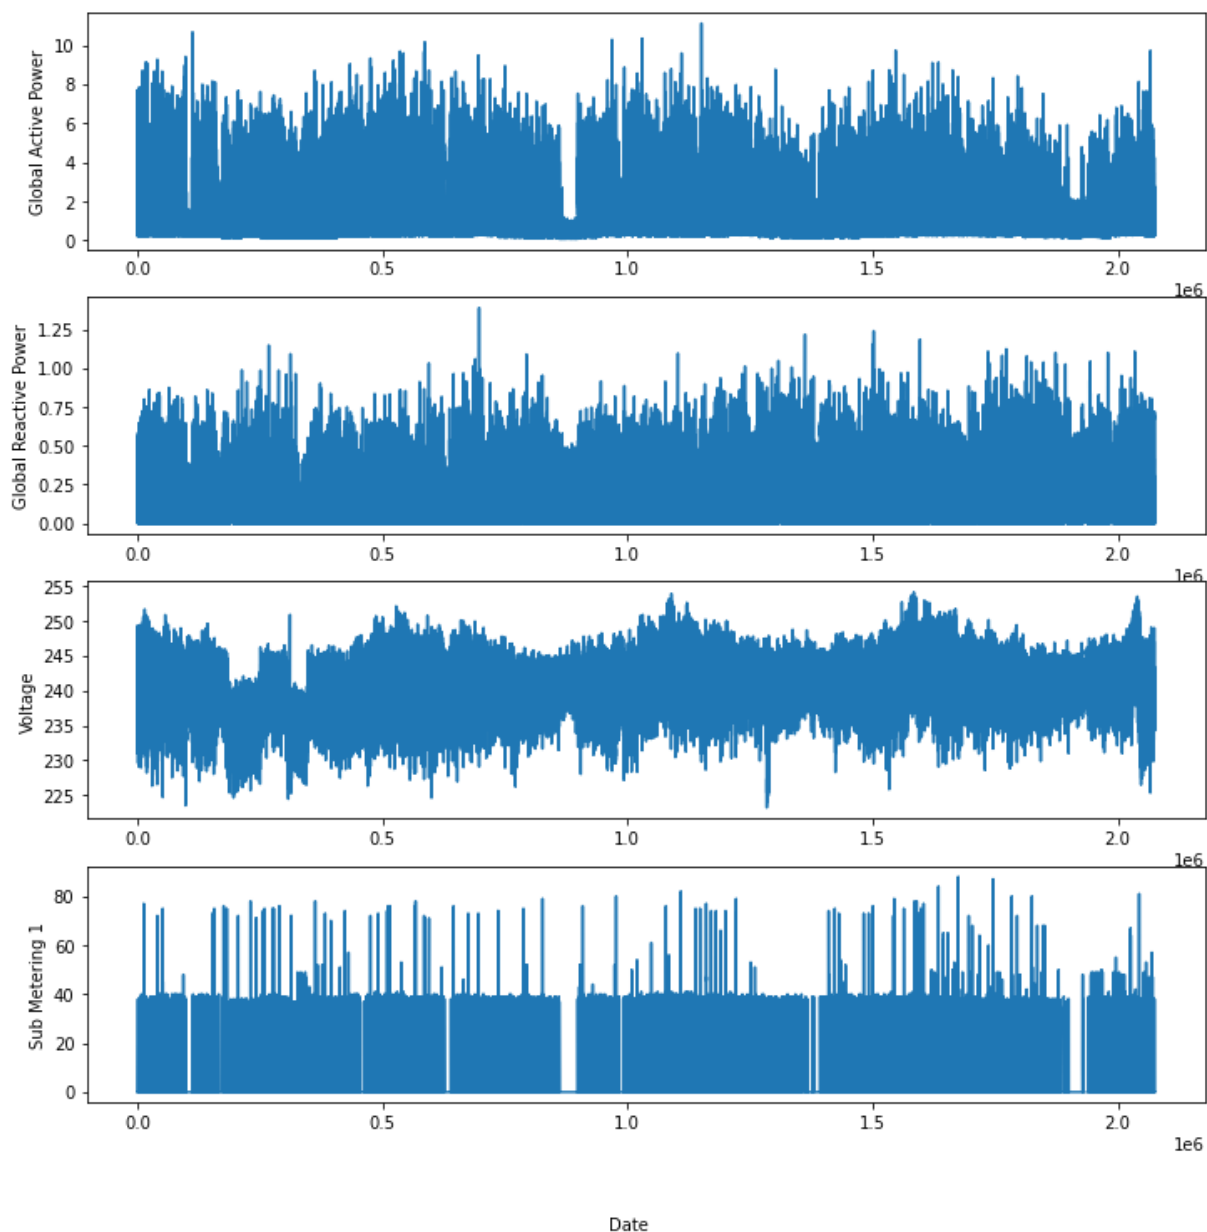 10
8
6
4
2
0
Global Active Power
0.0 0.5 1.0 1.5 2.0
1e6
1.25
1.00
0.75
0.50
0.25
0.00
Global Reactive Power
0.0 0.5 1.0 1.5 2.0
1e6
255
250
245
240
235
230
225
Voltage
0.0 0.5 1.0 1.5 2.0
1e6
80
60
40
20
0
Sub Metering 1
0.0 0.5 1.0 1.5 2.0
1e6
Date